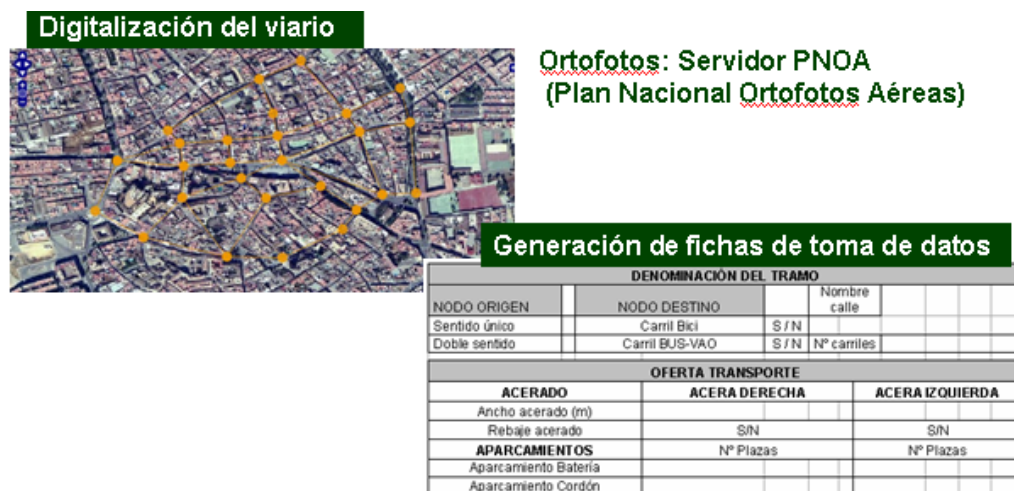 Digitalización del viario
Ortofotos: Servidor PNOA
(Plan Nacional Ortofotos Aéreas)
Generación de fichas de toma de datos
DENOMINACIÓN DEL TRAMO
NODO ORIGEN NODO DESTINO Nombre calle
Sentido único Carril Bici S / N
Doble sentido Carril BUS-VAO S / N Nº carriles
OFERTA TRANSPORTE
ACERADO ACERA DERECHA ACERA IZQUIERDA
Ancho acerado (m)
Rebaje acerado S/N S/N
APARCAMIENTOS Nº Plazas Nº Plazas
Aparcamiento Batería
Aparcamiento Cordón